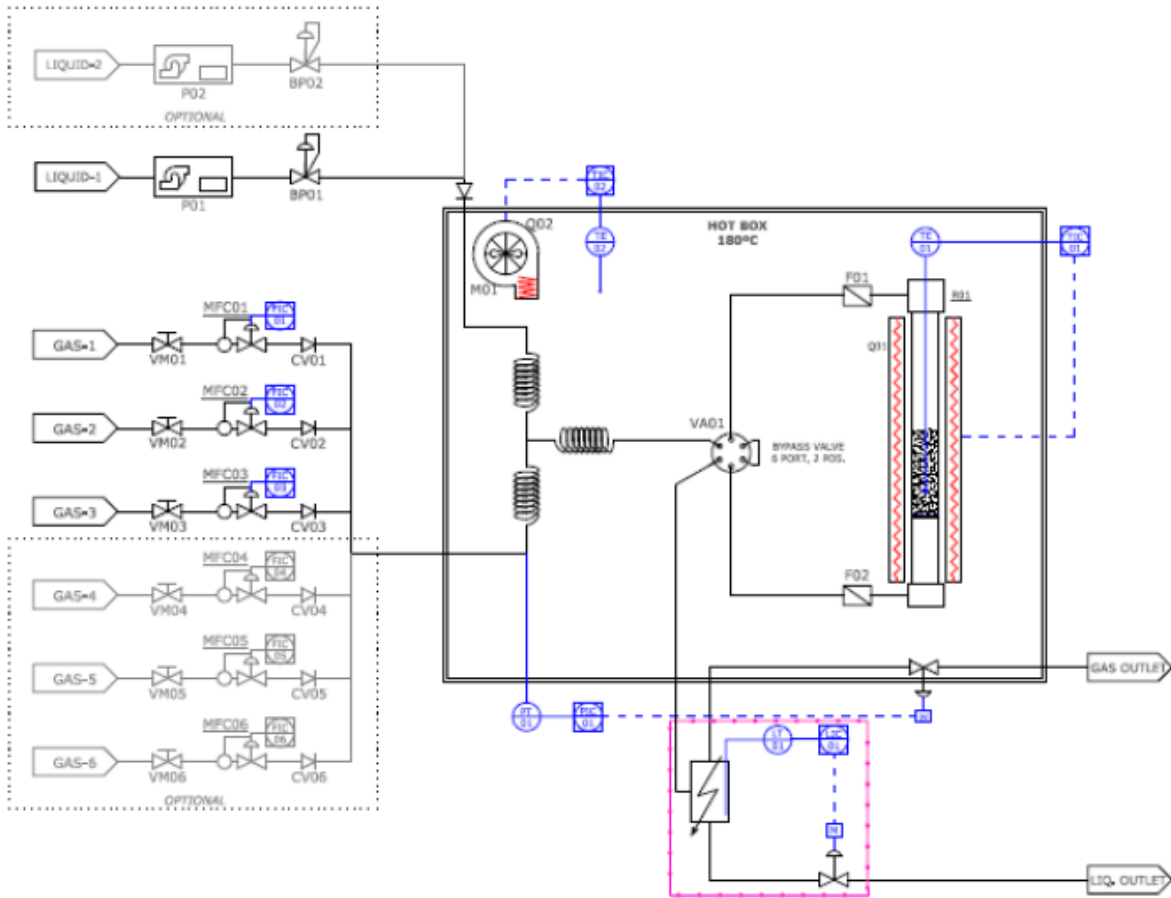 LIQUID-2
P02
BP02
OPTIONAL
LIQUID-1
P01
BP01
TIC
02
Q02
HOT BOX
180ºC
TE
02
TE
01
TIC
01
M01
F01
R01
MFC01
FIC
01
GAS-1
VM01
CV01
Q01
MFC02
FIC
02
GAS-2
VM02
CV02
VA01
BYPASS VALVE
6 PORT, 2 POS.
MFC03
FIC
03
GAS-3
VM03
CV03
MFC04
FIC
04
GAS-4
VM04
CV04
F02
MFC05
FIC
05
GAS-5
VM05
CV05
GAS OUTLET
PT
01
PIC
01
M
MFC06
FIC
06
GAS-6
VM06
CV06
OPTIONAL
LT
01
LIC
01
M
LIQ. OUTLET